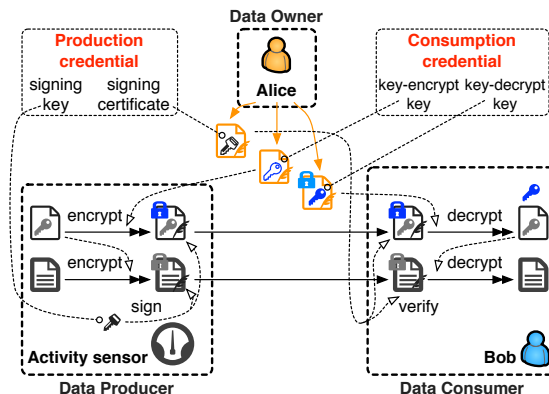 Data Owner
Production
credential
signing
key
signing
certificate
Alice
Consumption
credential
key-encrypt
key
key-decrypt
key
encrypt
encrypt
sign
Activity sensor
Data Producer
decrypt
decrypt
verify
Bob
Data Consumer